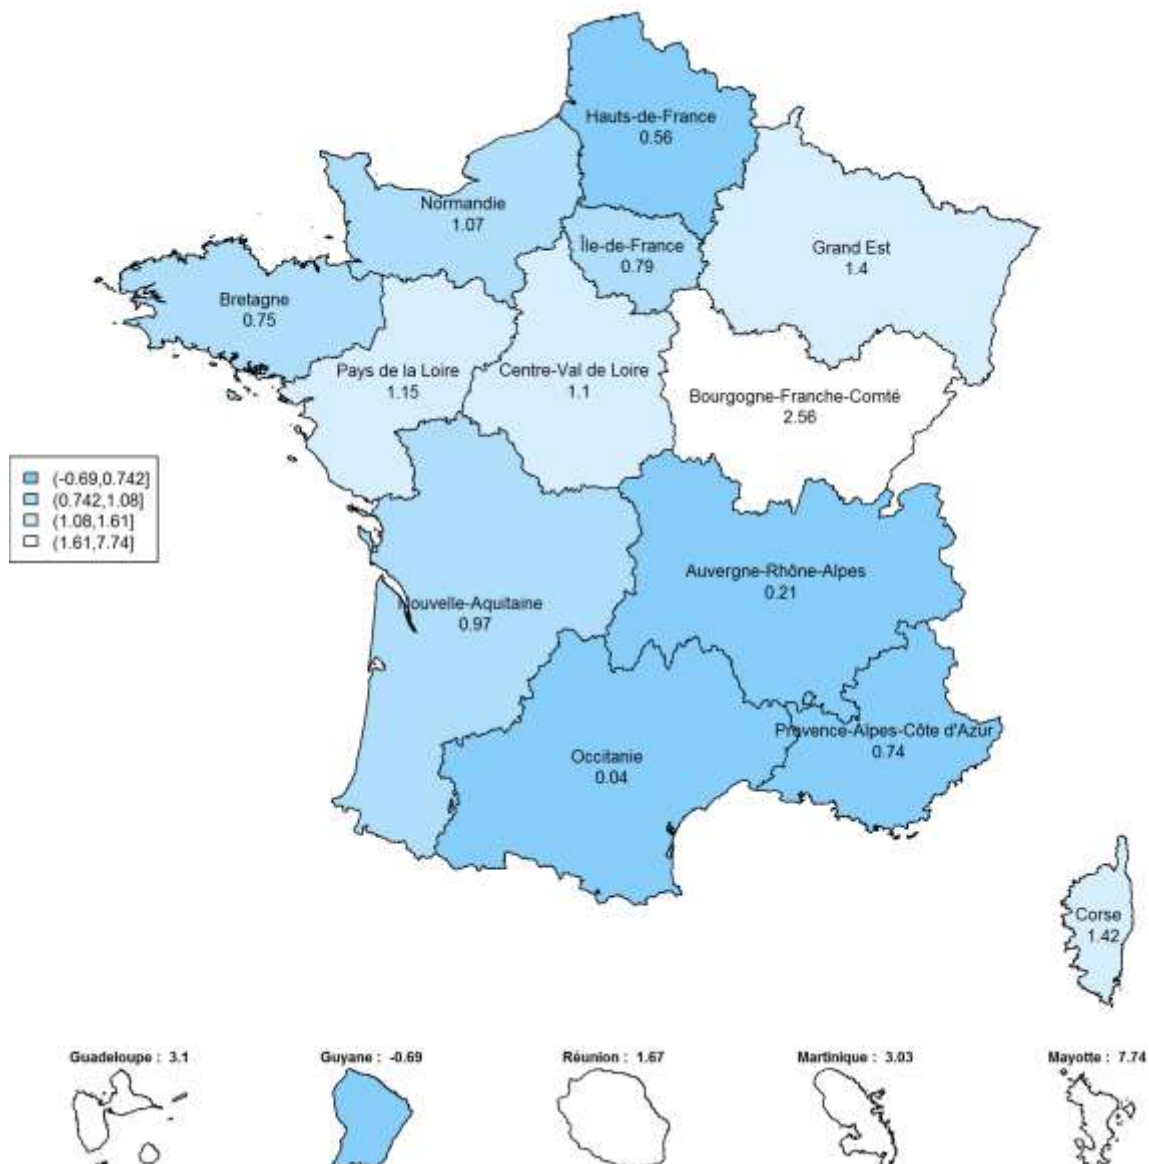 Hauts-de-France
0.56
Normandie
1.07
Île-de-France
0.79
Grand Est
1.4
Bretagne
0.75
Pays de la Loire
1.15
Centre-Val de Loire
1.1
Bourgogne-Franche-Comté
2.56
(-0.69,0.742]
(0.742,1.08]
(1.08,1.61]
(1.61,7.74]
Auvergne-Rhône-Alpes
0.21
Nouvelle-Aquitaine
0.97
Provence-Alpes-Côte d'Azur
0.74
Occitanie
0.04
Corse
1.42
Guadeloupe : 3.1
Guyane : -0.69
Réunion : 1.67
Martinique : 3.03
Mayotte : 7.74